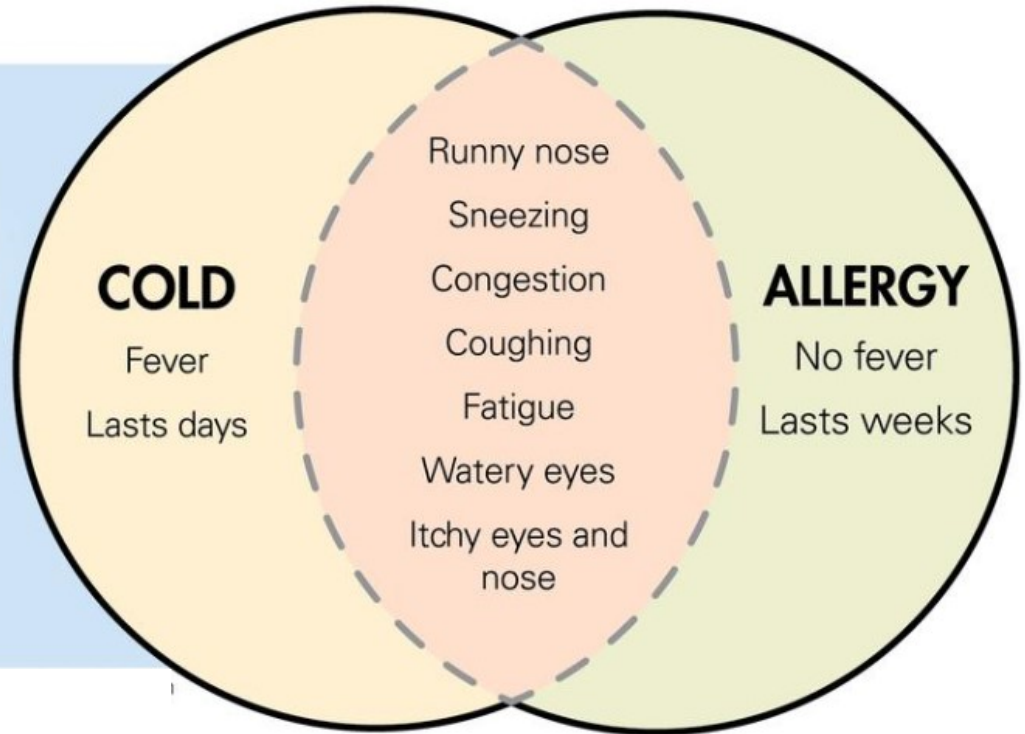 COLD
Fever
Lasts days
Runny nose
Sneezing
Congestion
Coughing
Fatigue
Watery eyes
Itchy eyes and
nose
ALLERGY
No fever
Lasts weeks